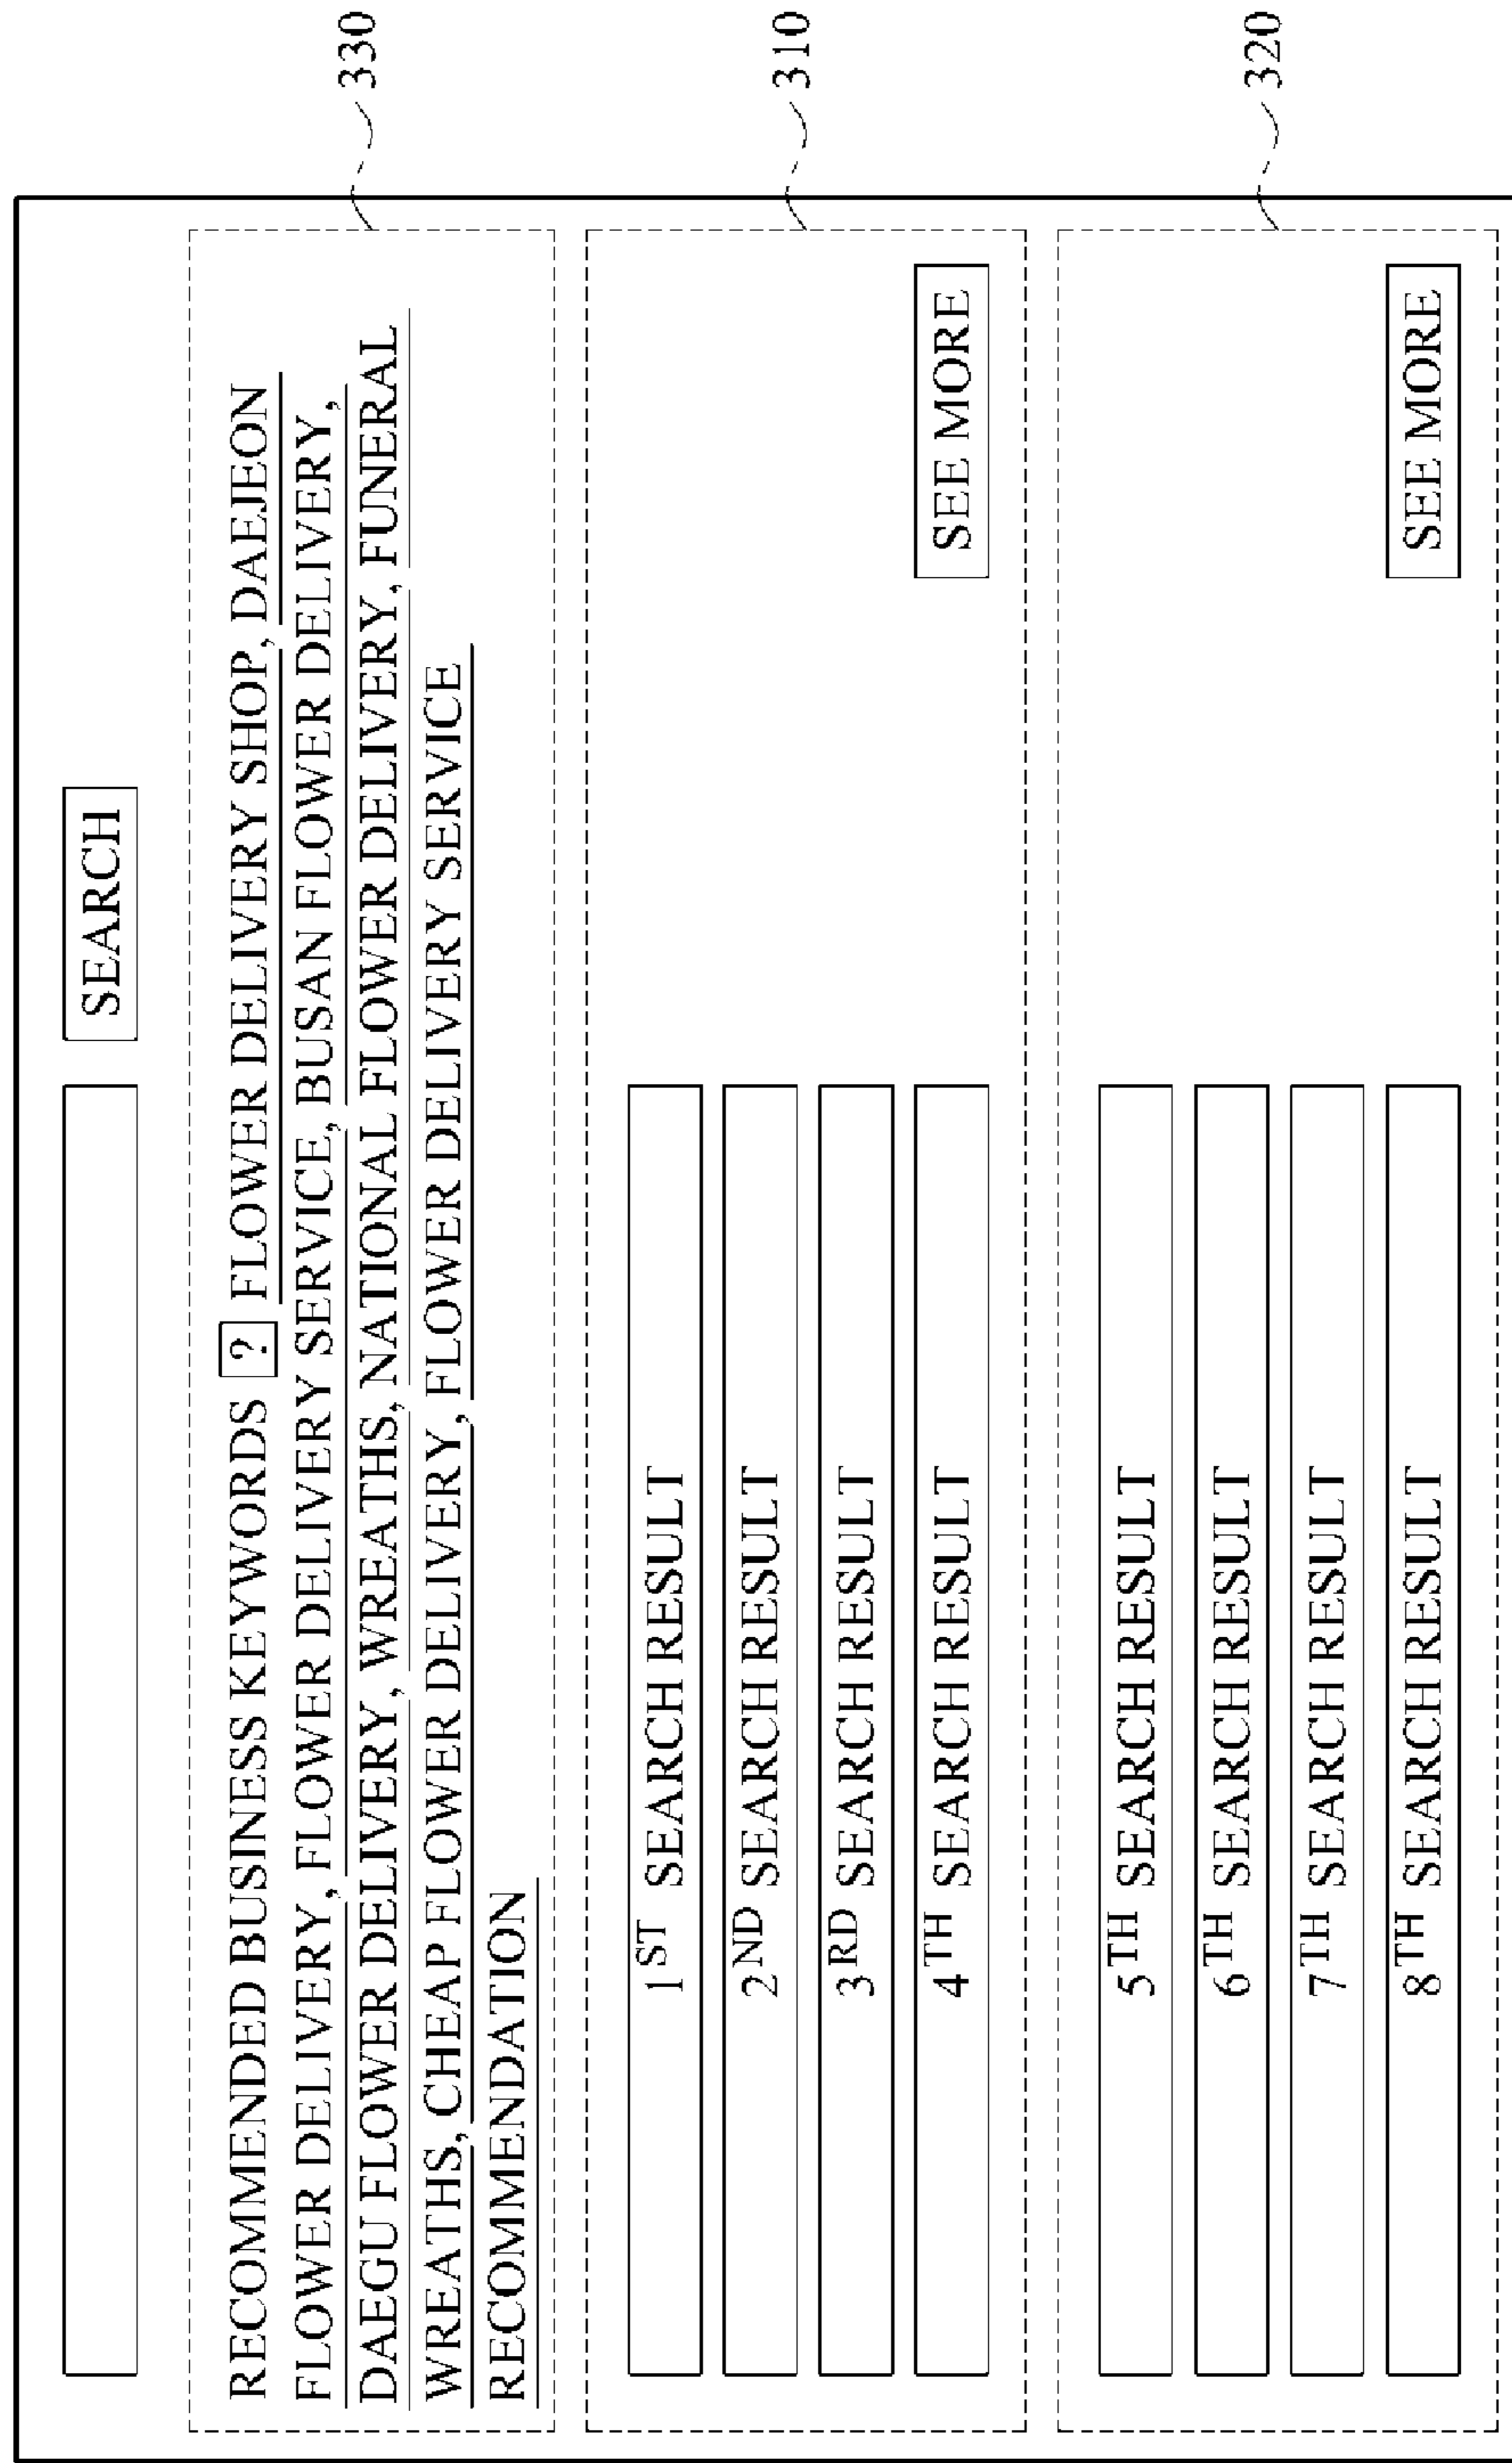 SEARCH
RECOMMENDED BUSINESS KEYWORDS ? FLOWER DELIVERY SHOP, DAEJEON
FLOWER DELIVERY, FLOWER DELIVERY SERVICE, BUSAN FLOWER DELIVERY,
DAEGU FLOWER DELIVERY, WREATHS, NATIONAL FLOWER DELIVERY, FUNERAL
WREATHS, CHEAP FLOWER DELIVERY, FLOWER DELIVERY SERVICE
RECOMMENDATION
330
1ST SEARCH RESULT
2ND SEARCH RESULT
3RD SEARCH RESULT
4TH SEARCH RESULT
SEE MORE
310
5TH SEARCH RESULT
6TH SEARCH RESULT
7TH SEARCH RESULT
8TH SEARCH RESULT
SEE MORE
320